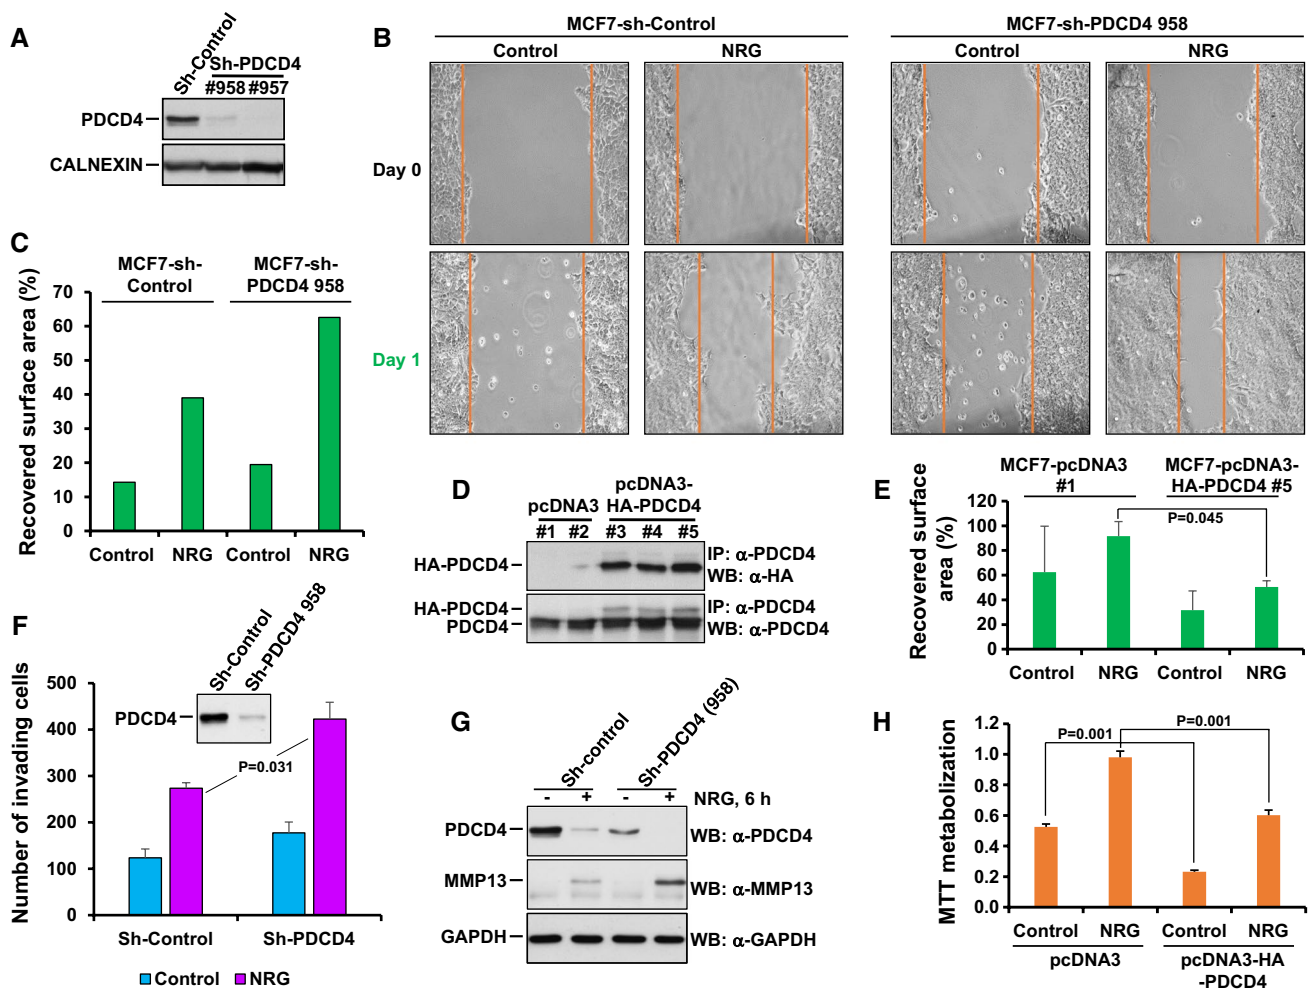 A
Sh-Control
Sh-PDCD4
#958 #957
PDCD4
CALNEXIN
B
MCF7-sh-Control
MCF7-sh-PDCD4 958
Control
NRG
Control
NRG
Day 0
Day 1
C
MCF7-sh-
Control
MCF7-sh-
PDCD4 958
Recovered surface area (%)
70
60
50
40
30
20
10
0
Control
NRG
Control
NRG
D
pcDNA3
pcDNA3-
HA-PDCD4
#1 #2 #3 #4 #5
HA-PDCD4
IP: α-PDCD4
WB: α-HA
HA-PDCD4
PDCD4
IP: α-PDCD4
WB: α-PDCD4
E
MCF7-pcDNA3
#1
MCF7-pcDNA3-
HA-PDCD4 #5
Recovered surface
area (%)
120
100
80
60
40
20
0
P=0.045
Control
NRG
Control
NRG
F
Sh-Control
Sh-PDCD4 958
PDCD4
Number of invading cells
500
400
300
200
100
0
P=0.031
Sh-Control
Sh-PDCD4
Control
NRG
G
Sh-control
Sh-PDCD4 (958)
- + - + NRG, 6 h
PDCD4
WB: α-PDCD4
MMP13
WB: α-MMP13
GAPDH
WB: α-GAPDH
H
MTT metabolization
1.2
1.0
0.8
0.6
0.4
0.2
0.0
P=0.001
P=0.001
Control
NRG
Control
NRG
pcDNA3
pcDNA3-HA
-PDCD4